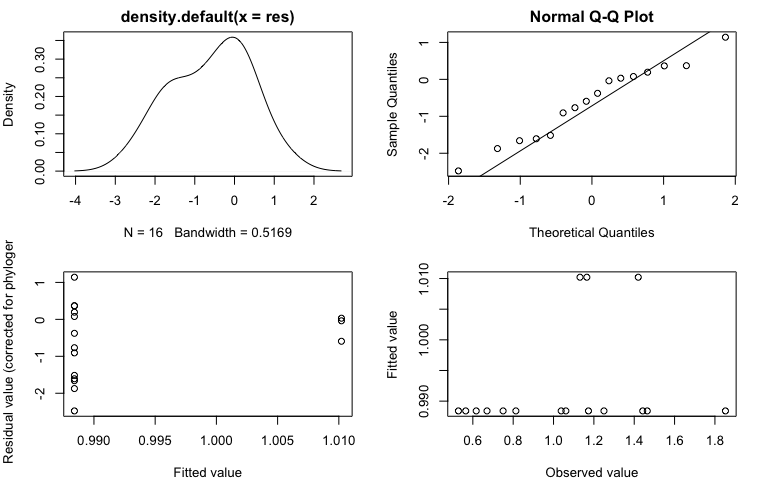 density.default(x = res)
Density
0.00 0.10 0.20 0.30
-4 -3 -2 -1 0 1 2
N = 16 Bandwidth = 0.5169
Normal Q-Q Plot
Sample Quantiles
-2 -1 0 1
-2 -1 0 1 2
Theoretical Quantiles
Residual value (corrected for phyloger
-2 -1 0 1
0.990 0.995 1.000 1.005 1.010
Fitted value
Fitted value
0.990 1.000 1.010
0.6 0.8 1.0 1.2 1.4 1.6 1.8
Observed value